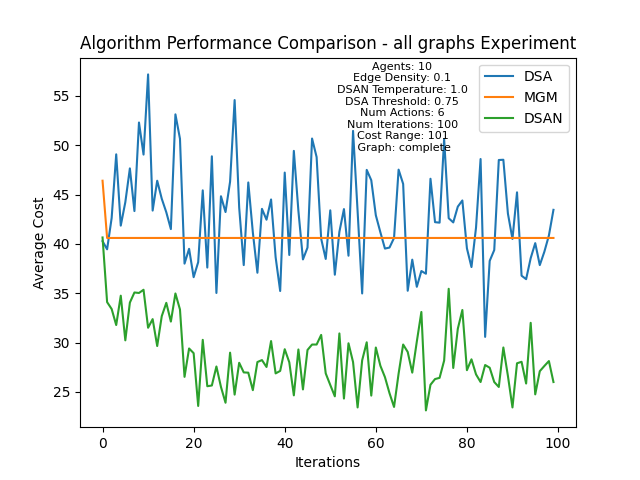 Algorithm Performance Comparison - all graphs Experiment
Agents: 10
Edge Density: 0.1
DSAN Temperature: 1.0
DSA Threshold: 0.75
Num Actions: 6
Num Iterations: 100
Cost Range: 101
Graph: complete
DSA
MGM
DSAN
Average Cost
55
50
45
40
35
30
25
0 20 40 60 80 100
Iterations